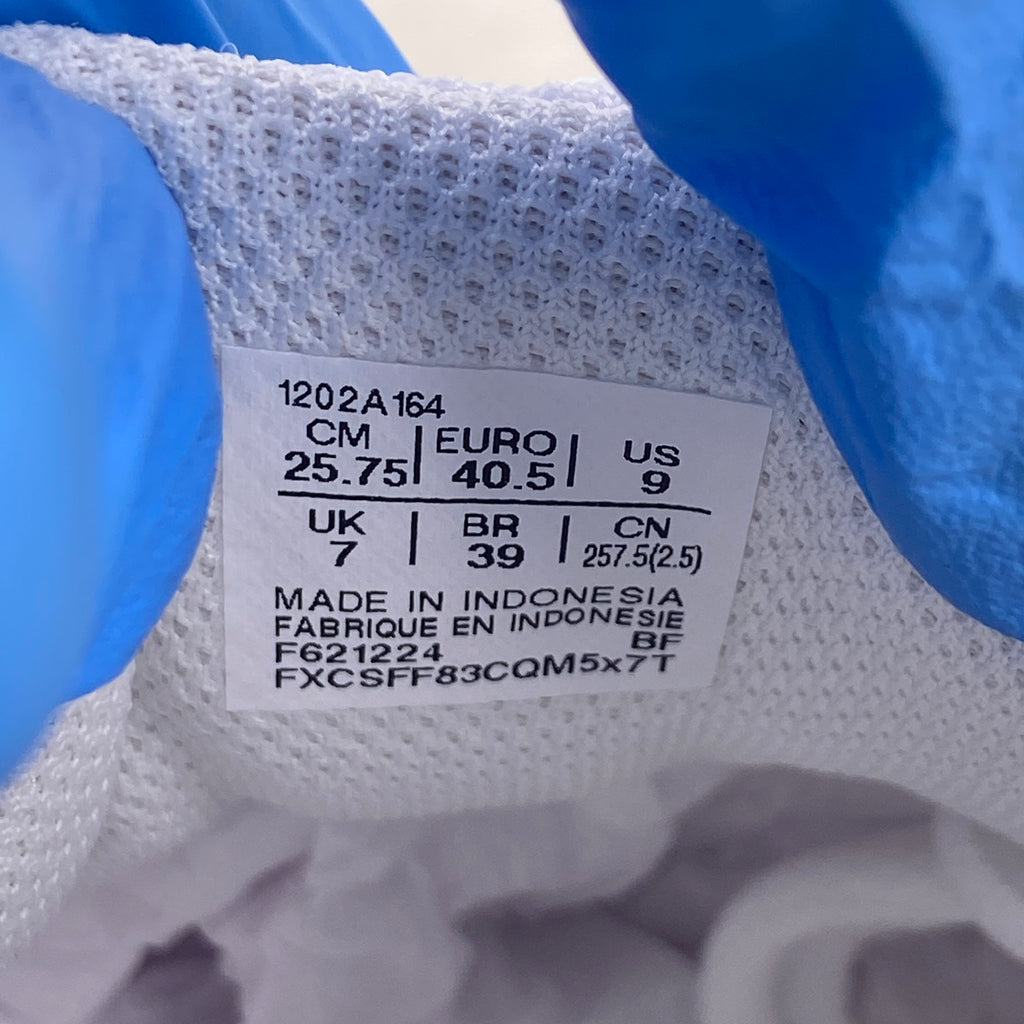 1202A164
CM | EURO | US
25.75 | 40.5 | 9
UK | BR | CN
7 | 39 | 257.5(2.5)
MADE IN INDONESIA
FABRIQUE EN INDONESIE
F621224 BF
FXCSFF83CQM5x7T